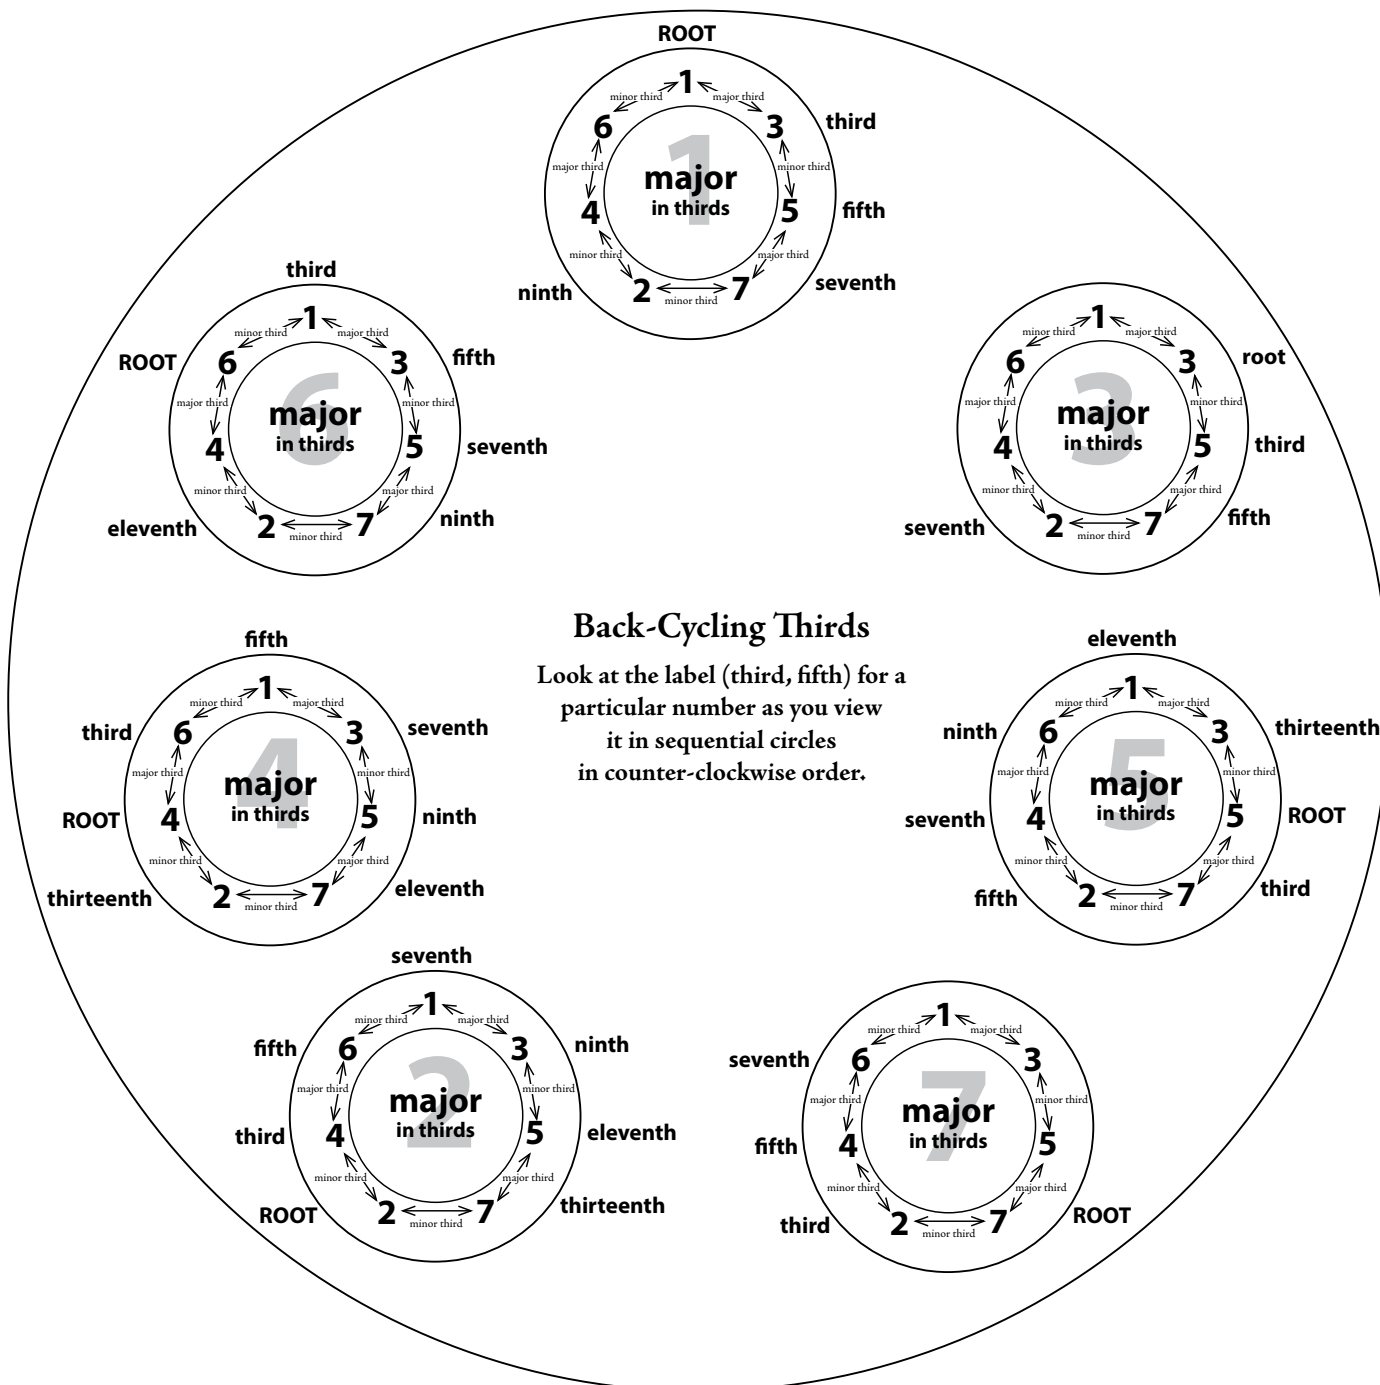 ROOT
1
minor third
major third
6
3
third
1
major third
minor third
major
in thirds
4
5
fifth
minor third
major third
ninth
2
7
seventh
minor third
third
1
minor third
major third
ROOT
6
3
fifth
6
major third
minor third
major
in thirds
4
5
seventh
minor third
major third
eleventh
2
7
ninth
minor third
1
minor third
major third
6
3
root
3
major third
minor third
major
in thirds
4
5
third
minor third
major third
seventh
2
7
fifth
minor third
Back-Cycling Thirds
Look at the label (third, fifth) for a
particular number as you view
it in sequential circles
in counter-clockwise order.
fifth
1
minor third
major third
third
6
3
seventh
4
major third
minor third
major
in thirds
ROOT
4
5
ninth
minor third
major third
thirteenth
2
7
eleventh
minor third
eleventh
1
minor third
major third
ninth
6
3
thirteenth
5
major third
minor third
major
in thirds
seventh
4
5
ROOT
minor third
major third
fifth
2
7
third
minor third
seventh
1
minor third
major third
fifth
6
3
ninth
2
major third
minor third
major
in thirds
third
4
5
eleventh
minor third
major third
ROOT
2
7
thirteenth
minor third
1
minor third
major third
seventh
6
3
7
major third
minor third
major
in thirds
fifth
4
5
minor third
major third
third
2
7
ROOT
minor third